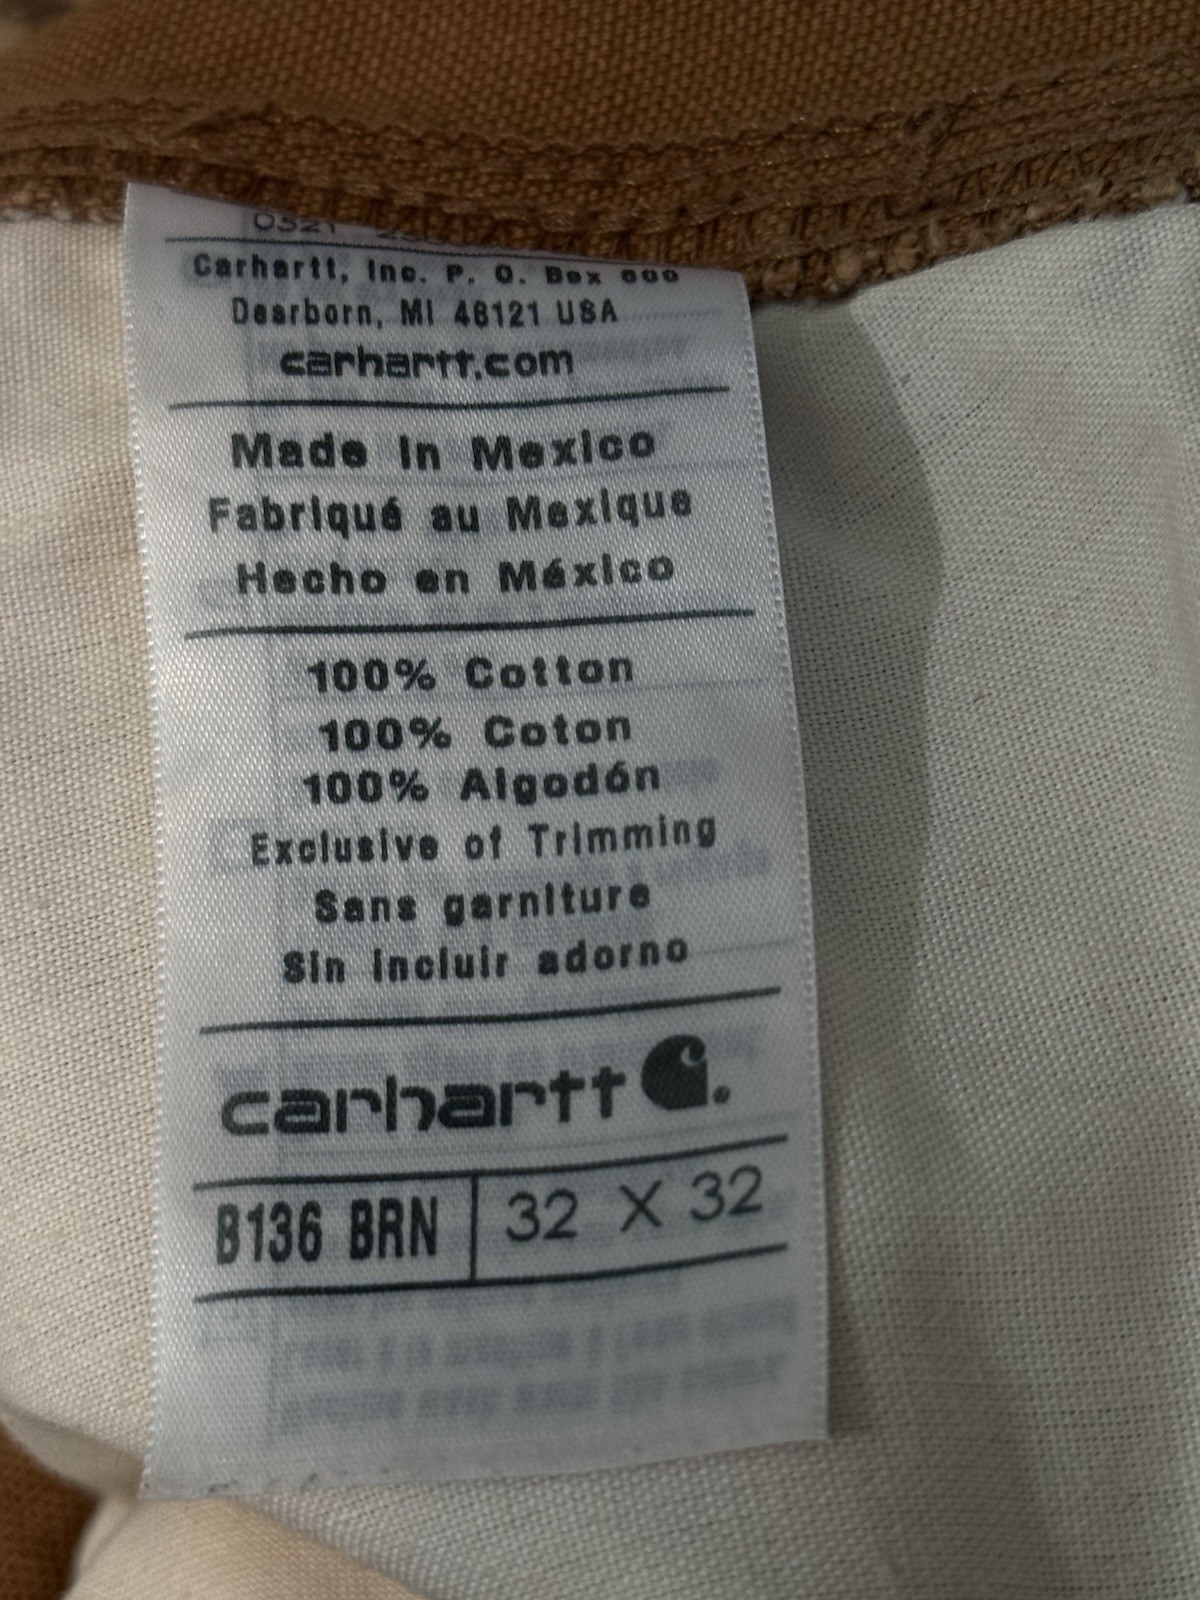 0321
Carhartt, Inc. P. O. Box 600
Dearborn, MI 48121 USA
carhartt.com
Made in Mexico
Fabriqué au Mexique
Hecho en México
100% Cotton
100% Coton
100% Algodón
Exclusive of Trimming
Sans garniture
Sin incluir adorno
carhartt
B136 BRN 32 X 32